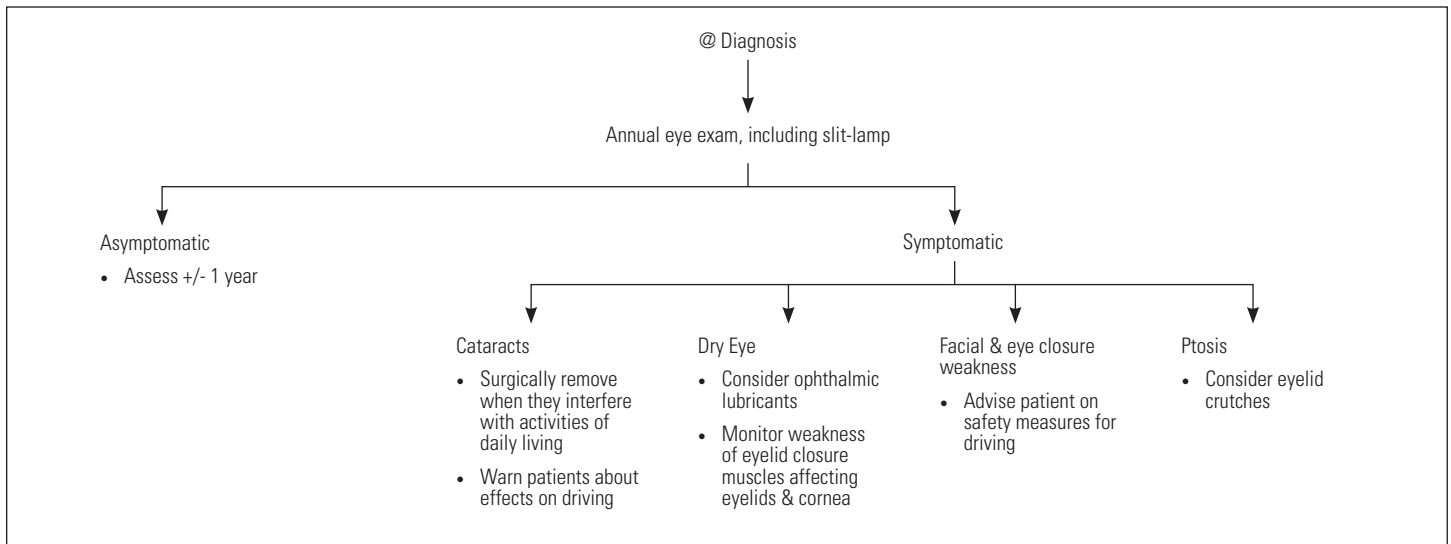 @ Diagnosis
Annual eye exam, including slit-lamp
Asymptomatic
• Assess +/- 1 year
Symptomatic
Cataracts
• Surgically remove
when they interfere
with activities of
daily living
• Warn patients about
effects on driving
Dry Eye
• Consider ophthalmic
lubricants
• Monitor weakness
of eyelid closure
muscles affecting
eyelids & cornea
Facial & eye closure
weakness
• Advise patient on
safety measures for
driving
Ptosis
• Consider eyelid
crutches